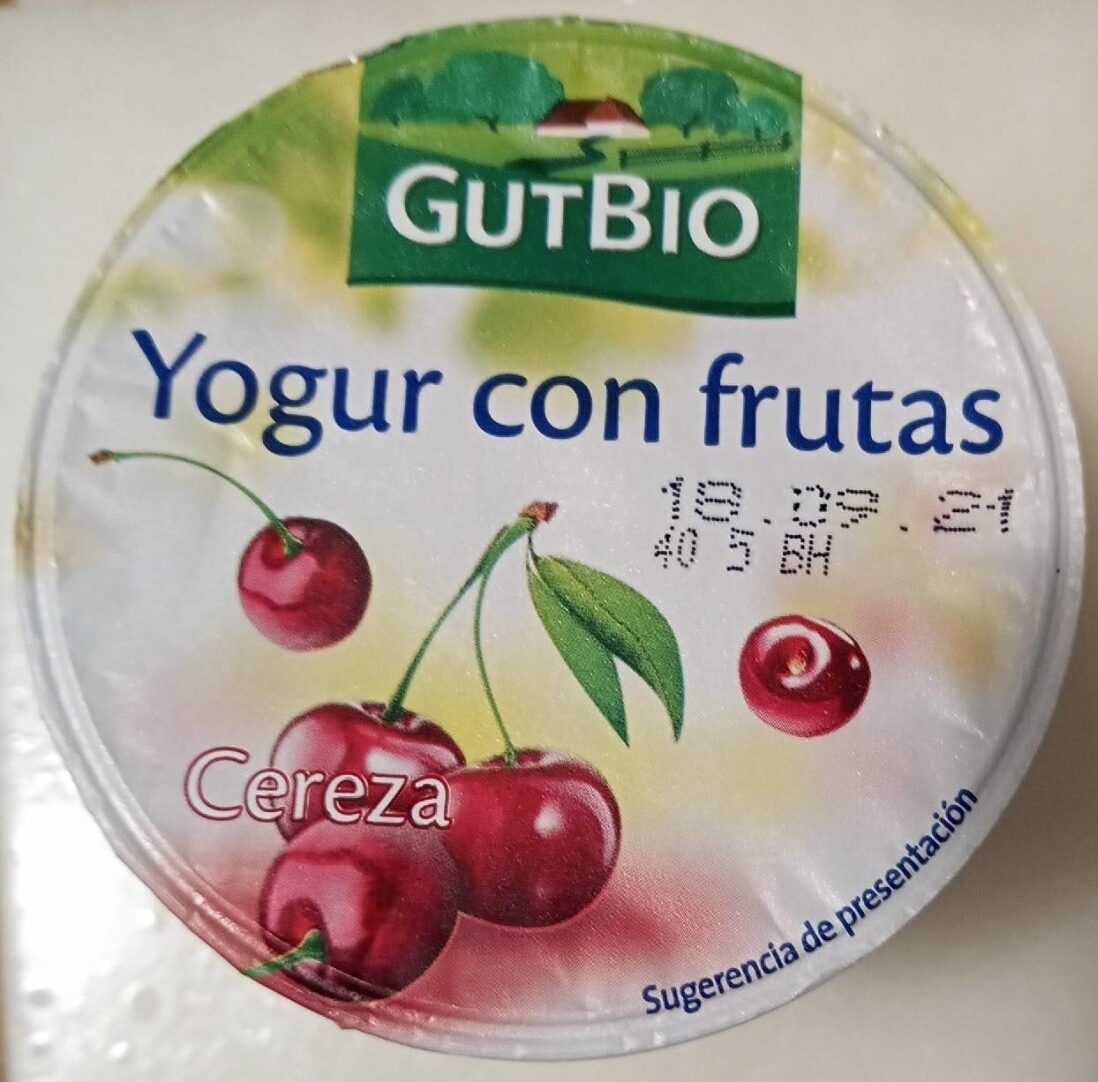 GUTBIO
Yogur con frutas
18.09.21
40 5 BH
Cereza
Sugerencia de presentación